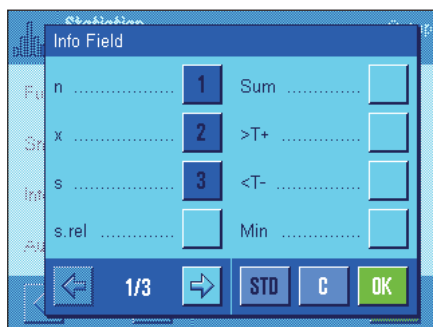 Statistics
Info Field
n ................. 1 Sum ............
x ................. 2 >T+ ..............
s ................. 3 <T- ..............
s.rel ............ Min ..............
1/3 STD C OK